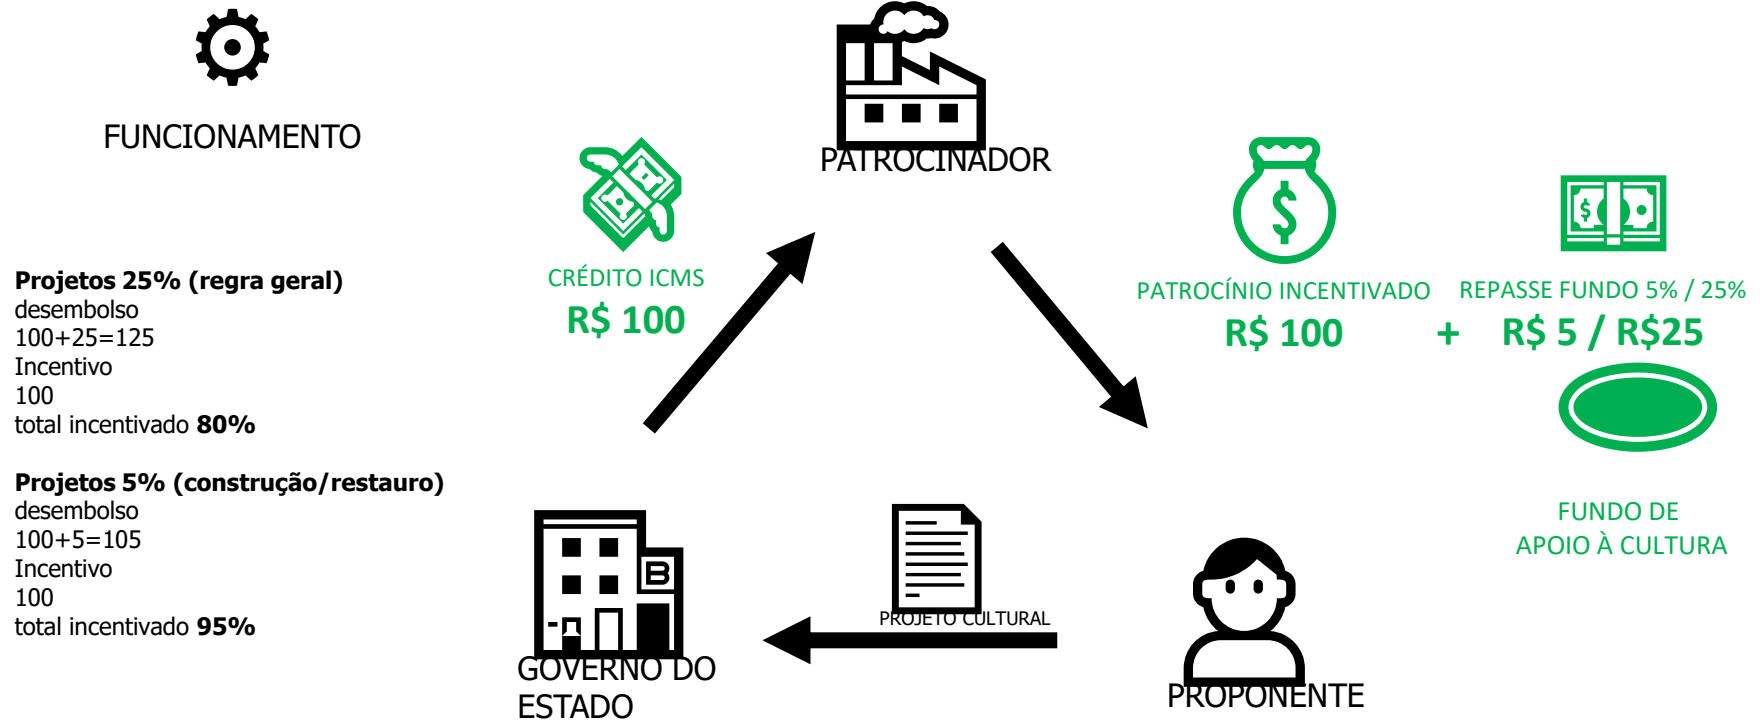 FUNCIONAMENTO
Projetos 25% (regra geral)
desembolso
100+25=125
Incentivo
100
total incentivado 80%
Projetos 5% (construção/restauro)
desembolso
100+5=105
Incentivo
100
total incentivado 95%
PATROCINADOR
CRÉDITO ICMS
R$ 100
$
PATROCÍNIO INCENTIVADO
R$ 100
+
$
REPASSE FUNDO 5% / 25%
R$ 5 / R$25
FUNDO DE
APOIO À CULTURA
B
GOVERNO DO
ESTADO
PROJETO CULTURAL
PROPONENTE